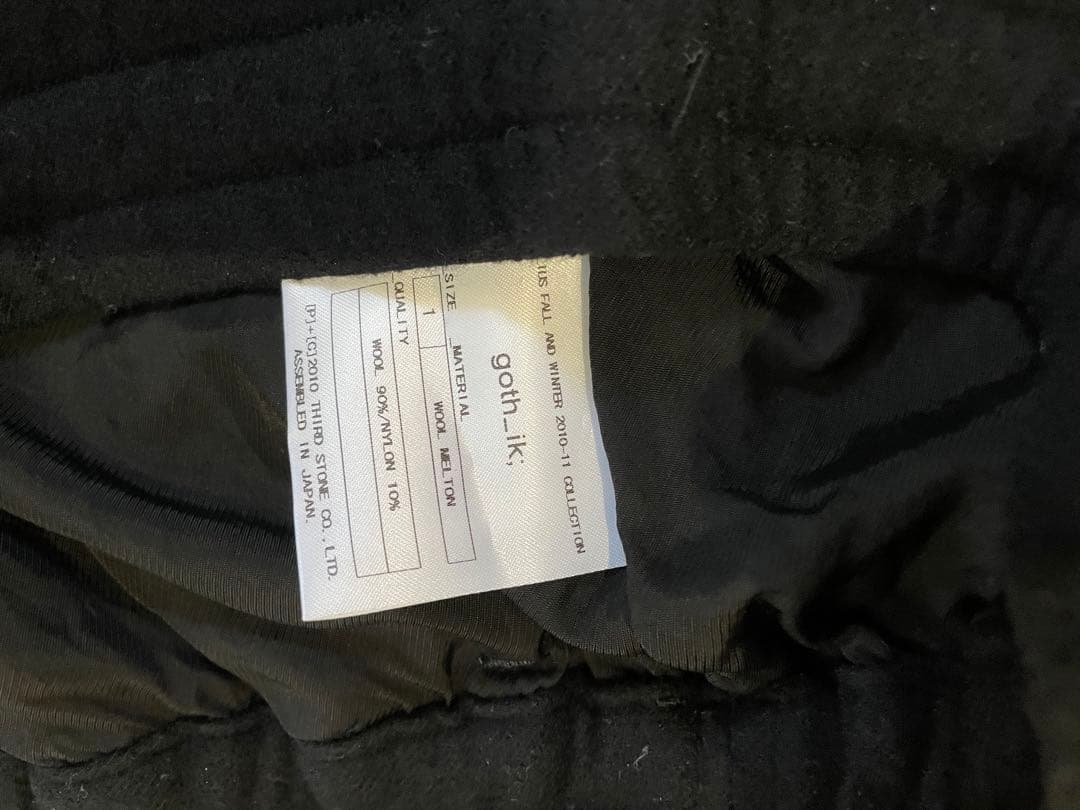 IUS FALL AND WINTER 2010-11 COLLECTION
goth_ik;
SIZE MATERIAL
1 WOOL MELTON
QUALITY
WOOL 90%/NYLON 10%
[P]+[C]2010 THIRD STONE CO., LTD.
ASSEMBLED IN JAPAN.